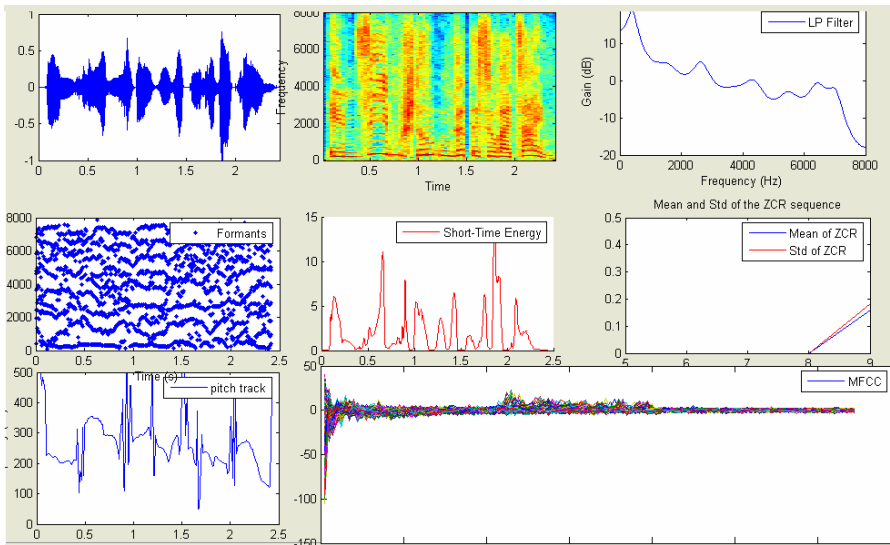 1
0.5
0
-0.5
-1
0 0.5 1 1.5 2
Frequency
8000
6000
4000
2000
0
0.5 1 1.5 2
Time
LP Filter
Gain (dB)
10
0
-10
-20
0 2000 4000 6000 8000
Frequency (Hz)
Formants
8000
6000
4000
2000
0
0 0.5 1 1.5 2 2.5
Time (s)
Short-Time Energy
15
10
5
0
0 0.5 1 1.5 2 2.5
Mean and Std of the ZCR sequence
Mean of ZCR
Std of ZCR
0.5
0.4
0.3
0.2
0.1
0
5 6 7 8 9
pitch track
500
400
300
200
100
0
0 0.5 1 1.5 2 2.5
MFCC
50
0
-50
-100
-150